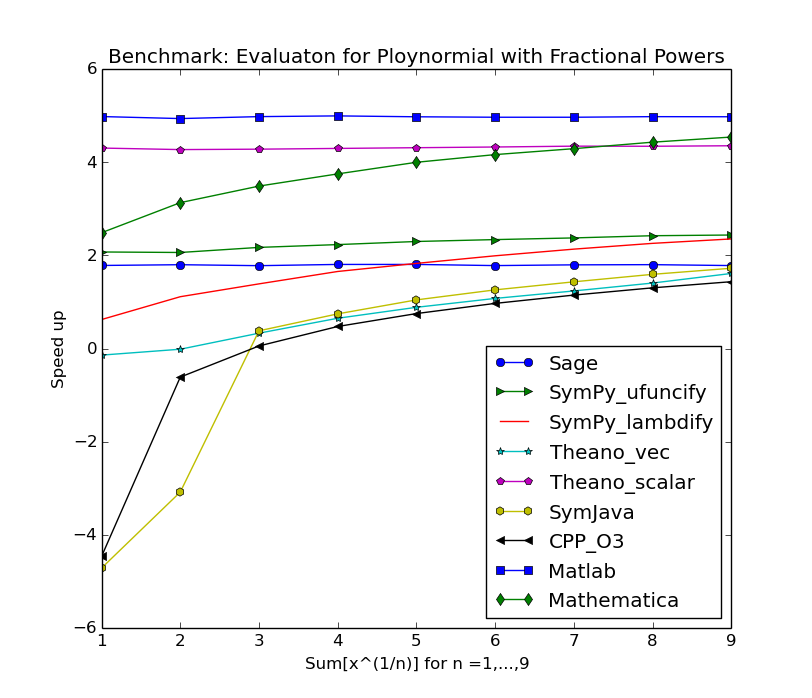 Benchmark: Evaluaton for Ploynormial with Fractional Powers
6
4
2
0
−2
−4
−6
Speed up
Sage
SymPy_ufuncify
SymPy_lambdify
Theano_vec
Theano_scalar
SymJava
CPP_O3
Matlab
Mathematica
1 2 3 4 5 6 7 8 9
Sum[x^(1/n)] for n =1,...,9